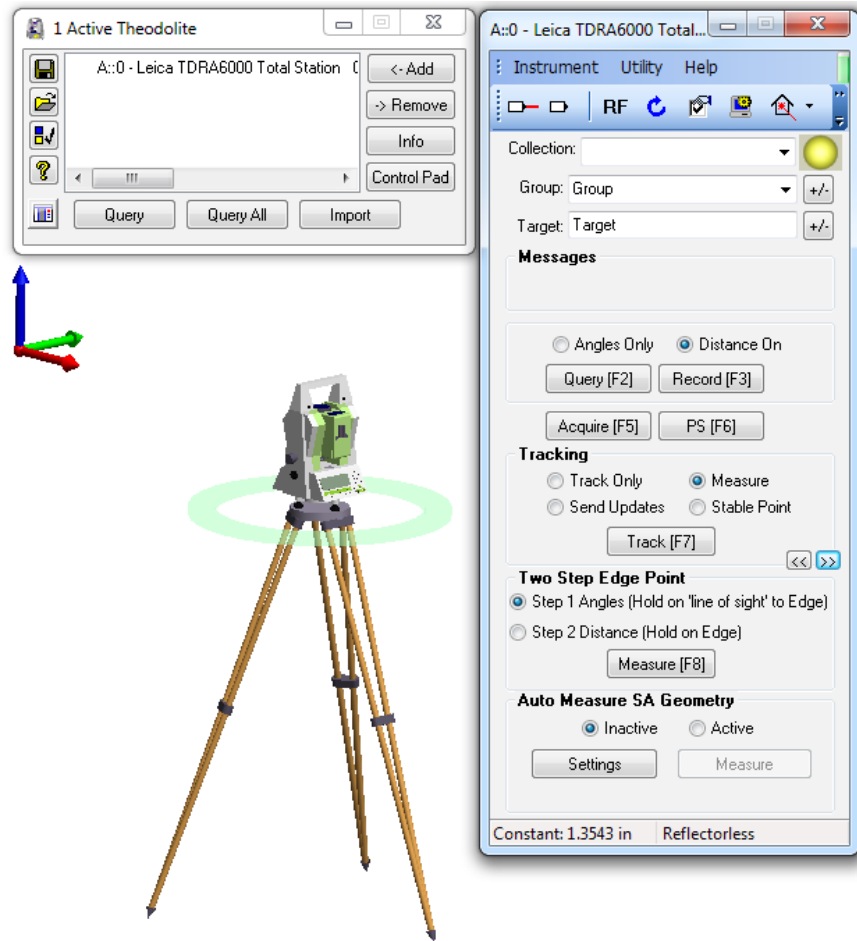 1 Active Theodolite
A::0 - Leica TDRA6000 Total Station
<- Add
-> Remove
Info
Control Pad
Query
Query All
Import
A::0 - Leica TDRA6000 Total...
Instrument Utility Help
RF
Collection:
Group: Group +/-
Target: Target +/-
Messages
Angles Only Distance On
Query [F2] Record [F3]
Acquire [F5] PS [F6]
Tracking
Track Only Measure
Send Updates Stable Point
Track [F7]
<< >>
Two Step Edge Point
Step 1 Angles (Hold on 'line of sight' to Edge)
Step 2 Distance (Hold on Edge)
Measure [F8]
Auto Measure SA Geometry
Inactive Active
Settings Measure
Constant: 1.3543 in Reflectorless